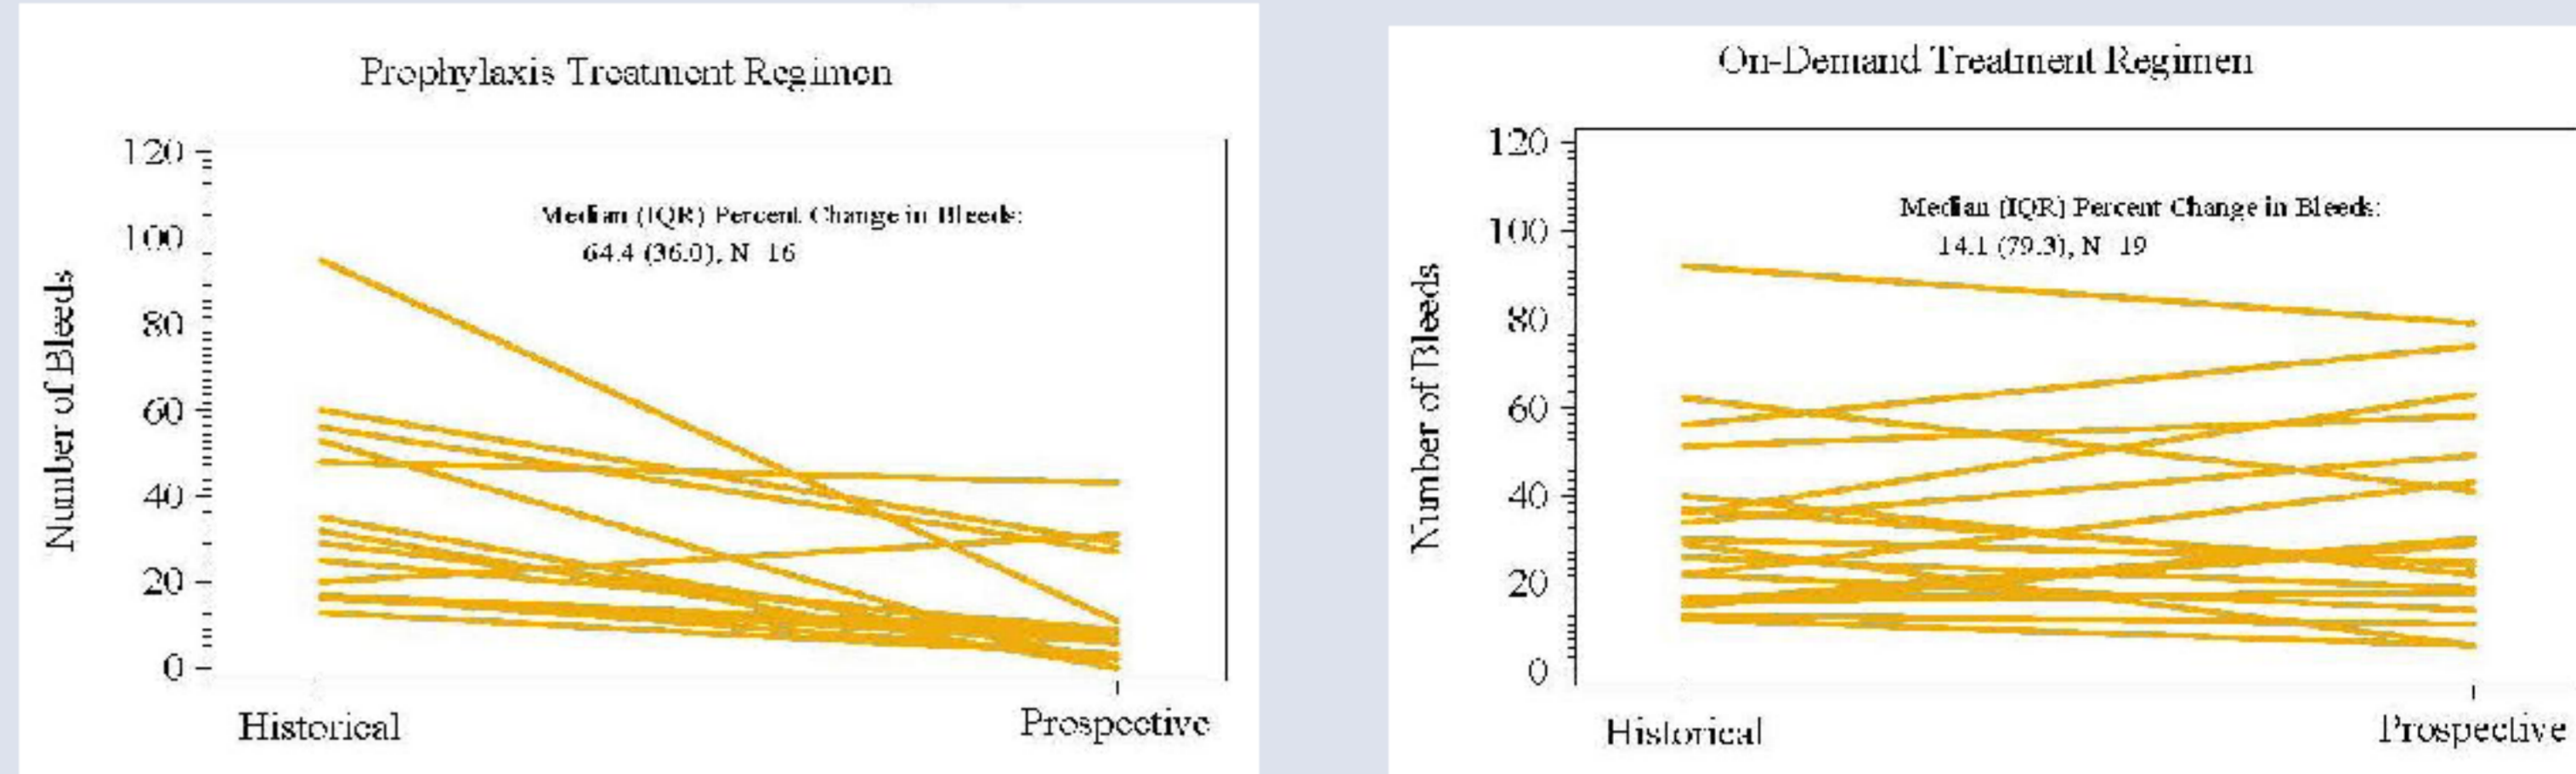 Prophylaxis Treatment Regimen
Median (IQR) Percent Change in Bleeds:
64.4 (36.0), N 16
Number of Bleeds
120
100
80
60
40
20
0
Historical
Prospective
On-Demand Treatment Regimen
Median (IQR) Percent Change in Bleeds:
14.1 (79.3), N 19
Number of Bleeds
120
100
80
60
40
20
0
Historical
Prospective